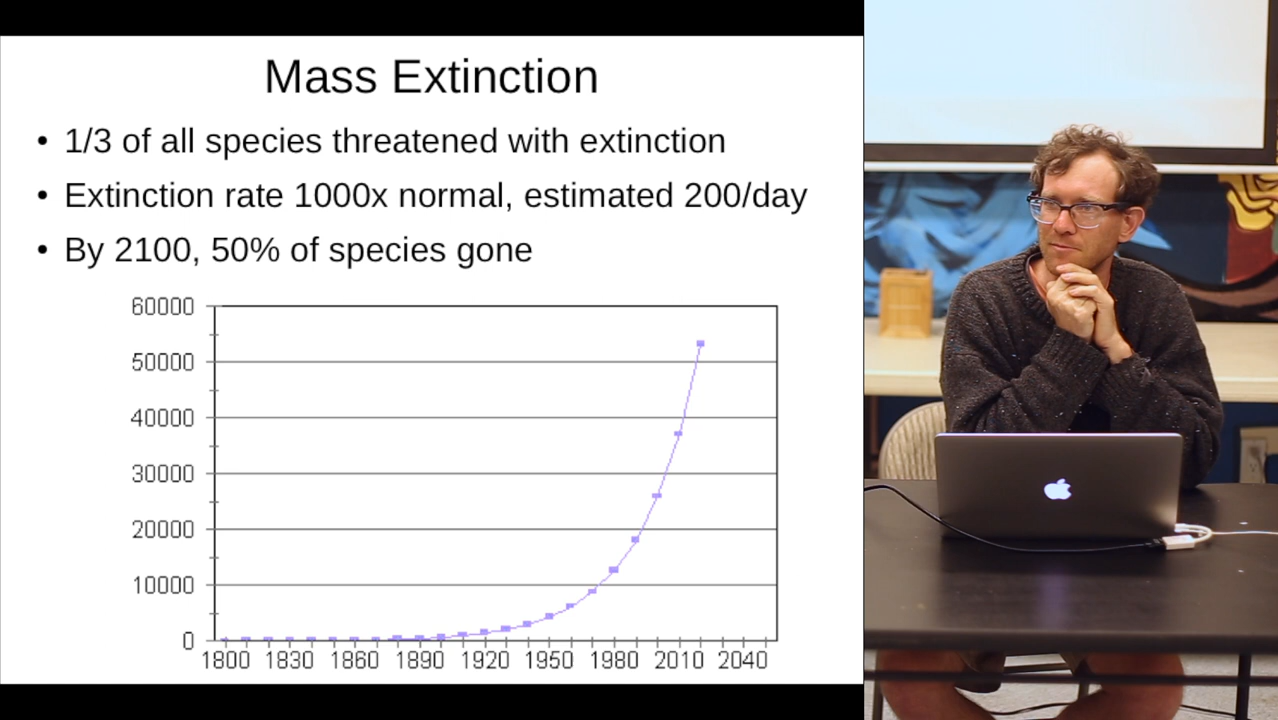 Mass Extinction
• 1/3 of all species threatened with extinction
• Extinction rate 1000x normal, estimated 200/day
• By 2100, 50% of species gone
60000
50000
40000
30000
20000
10000
0
1800 1830 1860 1890 1920 1950 1980 2010 2040